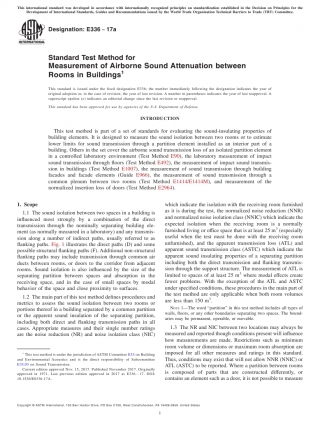 This international standard was developed in accordance with internationally recognized principles on standardization established in the Decision on Principles for the
Development of International Standards, Guides and Recommendations issued by the World Trade Organization Technical Barriers to Trade (TBT) Committee.
Designation: E336 − 17a
INTERNATIONAL
Standard Test Method for
Measurement of Airborne Sound Attenuation between
Rooms in Buildings1
This standard is issued under the fixed designation E336; the number immediately following the designation indicates the year of
original adoption or, in the case of revision, the year of last revision. A number in parentheses indicates the year of last reapproval. A
superscript epsilon (ε) indicates an editorial change since the last revision or reapproval.
This standard has been approved for use by agencies of the U.S. Department of Defense.
INTRODUCTION
This test method is part of a set of standards for evaluating the sound-insulating properties of
building elements. It is designed to measure the sound isolation between two rooms or to estimate
lower limits for sound transmission through a partition element installed as an interior part of a
building. Others in the set cover the airborne sound transmission loss of an isolated partition element
in a controlled laboratory environment (Test Method E90), the laboratory measurement of impact
sound transmission through floors (Test Method E492), the measurement of impact sound transmis-
sion in buildings (Test Method E1007), the measurement of sound transmission through building
facades and facade elements (Guide E966), the measurement of sound transmission through a
common plenum between two rooms (Test Method E1414/E1414M), and measurement of the
normalized insertion loss of doors (Test Method E2964).
1. Scope
1.1 The sound isolation between two spaces in a building is
influenced most strongly by a combination of the direct
transmission through the nominally separating building ele-
ment (as normally measured in a laboratory) and any transmis-
sion along a number of indirect paths, usually referred to as
flanking paths. Fig. 1 illustrates the direct paths (D) and some
possible structural flanking paths (F). Additional non-structural
flanking paths may include transmission through common air
ducts between rooms, or doors to the corridor from adjacent
rooms. Sound isolation is also influenced by the size of the
separating partition between spaces and absorption in the
receiving space, and in the case of small spaces by modal
behavior of the space and close proximity to surfaces.
1.2 The main part of this test method defines procedures and
metrics to assess the sound isolation between two rooms or
portions thereof in a building separated by a common partition
or the apparent sound insulation of the separating partition,
including both direct and flanking transmission paths in all
cases. Appropriate measures and their single number ratings
are the noise reduction (NR) and noise isolation class (NIC)
1 This test method is under the jurisdiction of ASTM Committee E33 on Building
and Environmental Acoustics and is the direct responsibility of Subcommittee
E33.03 on Sound Transmission.
Current edition approved Nov. 15, 2017. Published November 2017. Originally
approved in 1971. Last previous edition approved in 2017 as E336 – 17. DOI:
10.1520/E0336-17A.
which indicate the isolation with the receiving room furnished
as it is during the test, the normalized noise reduction (NNR)
and normalized noise isolation class (NNIC) which indicate the
expected isolation when the receiving room is a normally
furnished living or office space that is at least 25 m3 (especially
useful when the test must be done with the receiving room
unfurnished), and the apparent transmission loss (ATL) and
apparent sound transmission class (ASTC) which indicate the
apparent sound insulating properties of a separating partition
including both the direct transmission and flanking transmis-
sion through the support structure. The measurement of ATL is
limited to spaces of at least 25 m3 where modal effects create
fewer problems. With the exception of the ATL and ASTC
under specified conditions, these procedures in the main part of
the test method are only applicable when both room volumes
are less than 150 m3.
NOTE 1—The word “partition” in this test method includes all types of
walls, floors, or any other boundaries separating two spaces. The bound-
aries may be permanent, operable, or movable.
1.3 The NR and NIC between two locations may always be
measured and reported though conditions present will influence
how measurements are made. Restrictions such as minimum
room volume or dimensions or maximum room absorption are
imposed for all other measures and ratings in this standard.
Thus, conditions may exist that will not allow NNR (NNIC) or
ATL (ASTC) to be reported. Where a partition between rooms
is composed of parts that are constructed differently, or
contains an element such as a door, it is not possible to measure
Copyright © ASTM International, 100 Barr Harbor Drive, PO Box C700, West Conshohocken, PA 19428-2959. United States
1